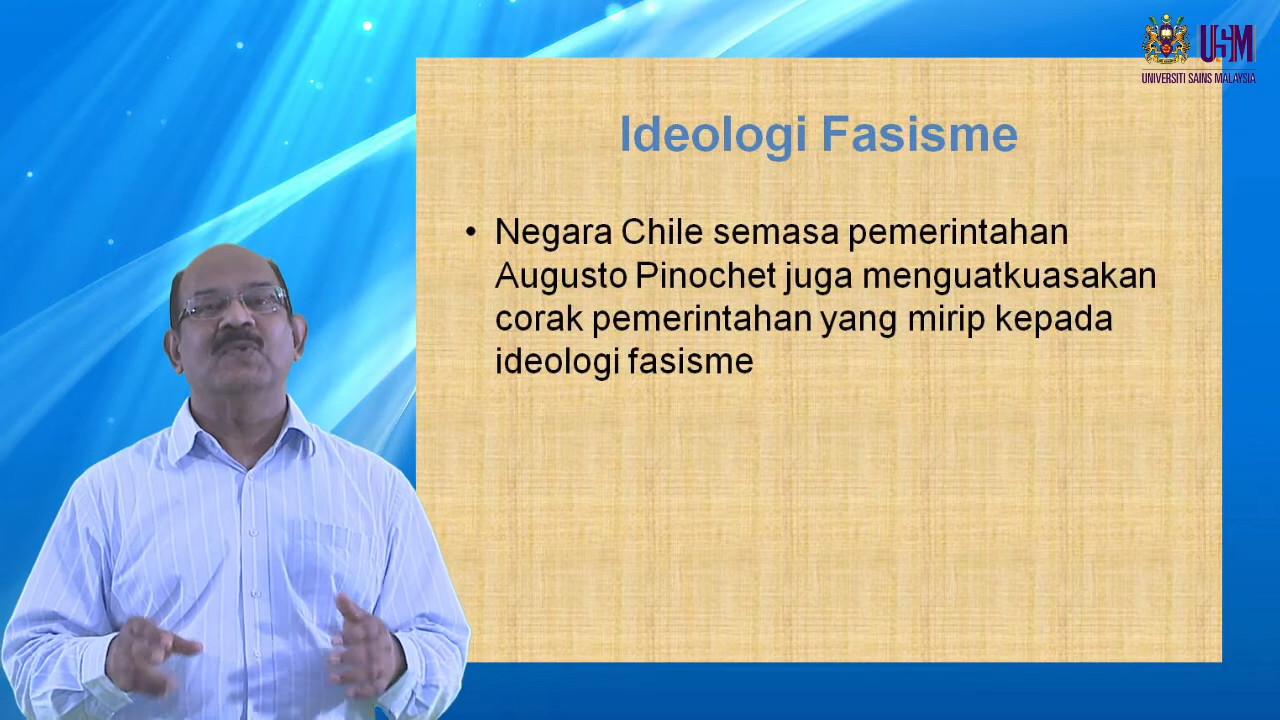 USM
UNIVERSITI SAINS MALAYSIA
Ideologi Fasisme
• Negara Chile semasa pemerintahan
Augusto Pinochet juga menguatkuasakan
corak pemerintahan yang mirip kepada
ideologi fasisme